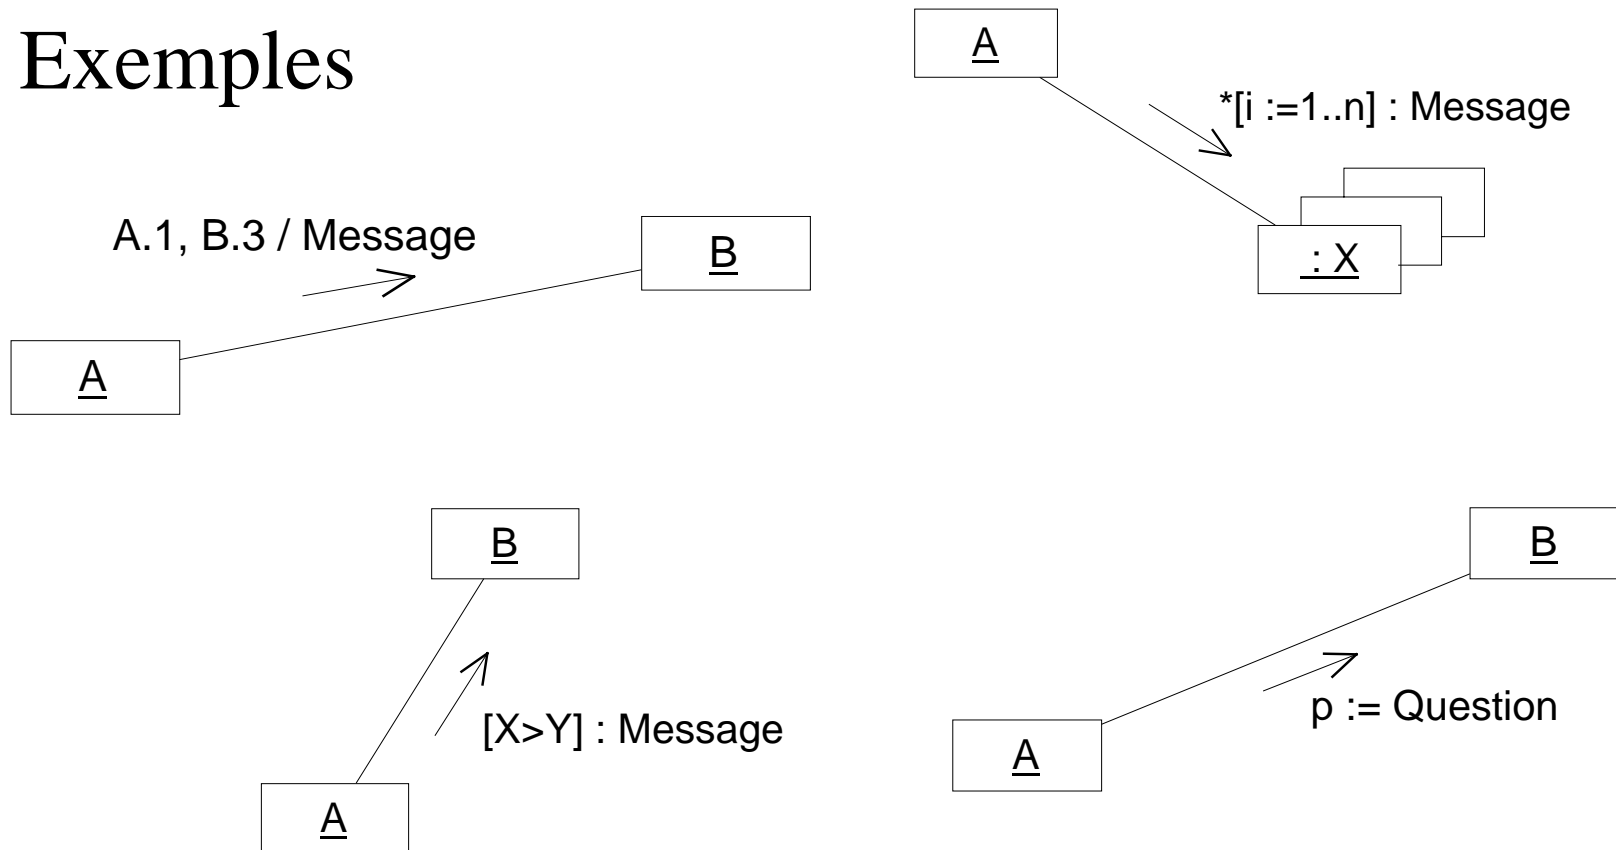 Exemples
A.1, B.3 / Message
B
A
A
*[i :=1..n] : Message
: X
B
[X>Y] : Message
A
B
p := Question
A